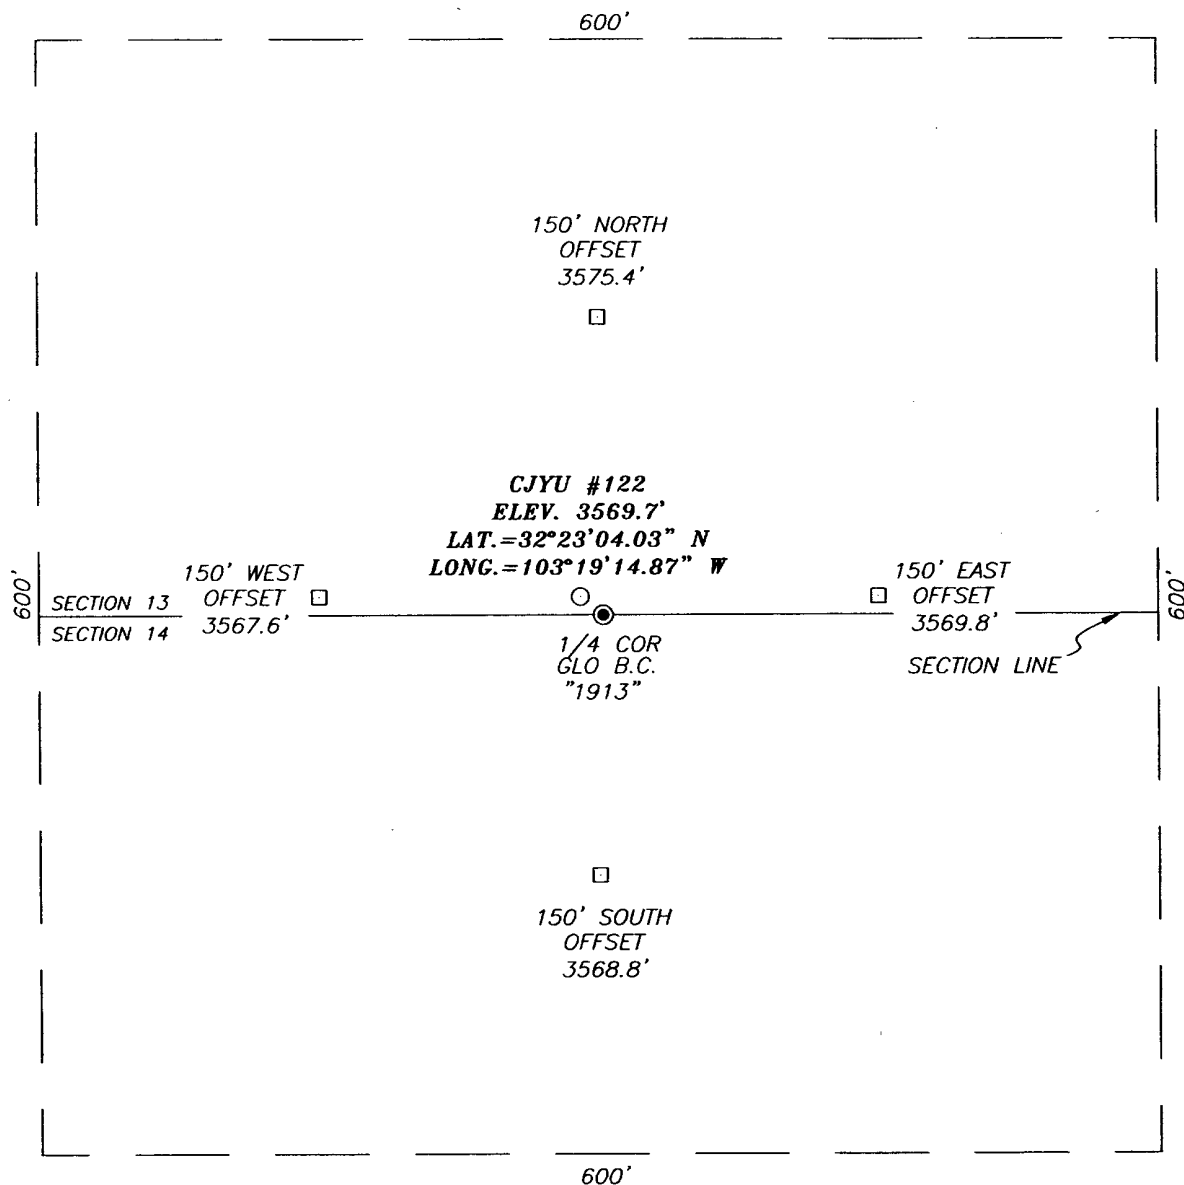 600'
150' NORTH
OFFSET
3575.4'
CJYU #122
ELEV. 3569.7'
LAT.=32°23'04.03" N
LONG.=103°19'14.87" W
600'
SECTION 13
SECTION 14
150' WEST
OFFSET
3567.6'
150' EAST
OFFSET
3569.8'
600'
1/4 COR
GLO B.C.
"1913"
SECTION LINE
150' SOUTH
OFFSET
3568.8'
600'